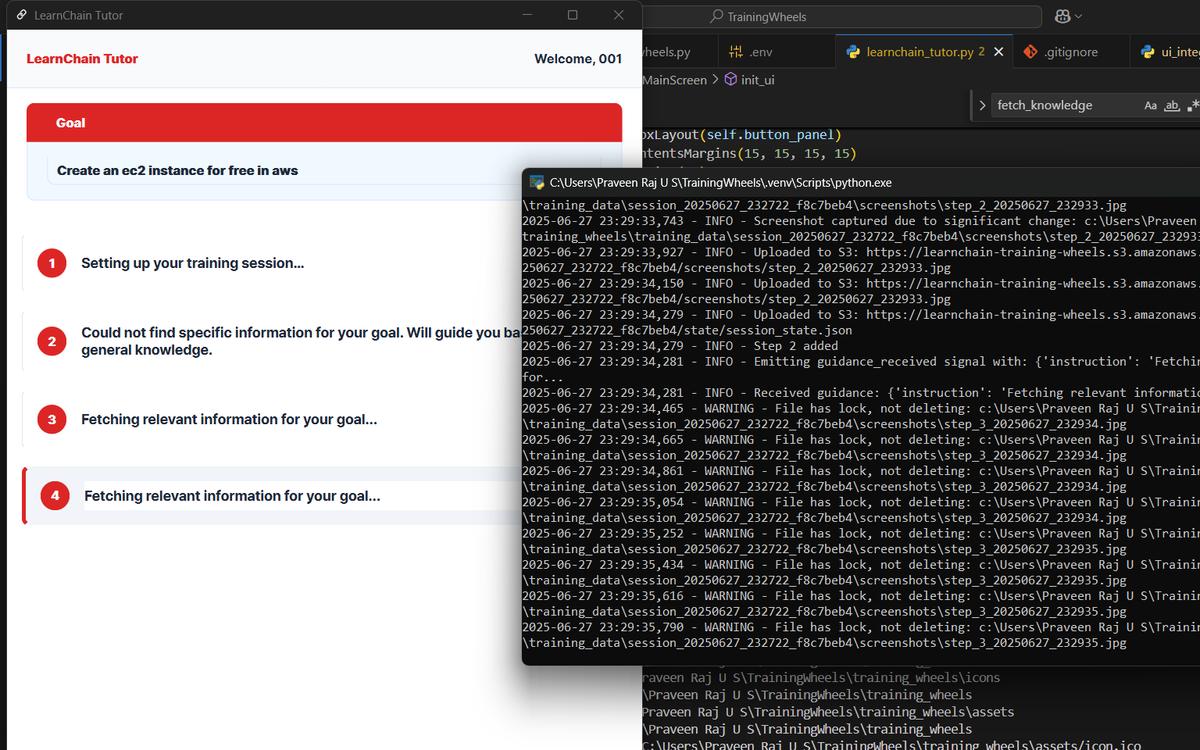 LearnChain Tutor
LearnChain Tutor
Welcome, 001
Goal
Create an ec2 instance for free in aws
1 Setting up your training session...
2 Could not find specific information for your goal. Will guide you ba
general knowledge.
3 Fetching relevant information for your goal...
4 Fetching relevant information for your goal...
TrainingWheels
wheels.py
.env
learnchain_tutor.py 2
.gitignore
ui_inte
MainScreen > init_ui
fetch_knowledge
Aa ab
oxLayout(self.button_panel)
ntentsMargins(15, 15, 15, 15)
C:\Users\Praveen Raj U S\TrainingWheels\.venv\Scripts\python.exe
\training_data\session_20250627_232722_f8c7beb4\screenshots\step_2_20250627_232933.jpg
2025-06-27 23:29:33,743 - INFO - Screenshot captured due to significant change: c:\Users\Praveen
training_wheels\training_data\session_20250627_232722_f8c7beb4\screenshots\step_2_20250627_232933
2025-06-27 23:29:33,927 - INFO - Uploaded to S3: https://learnchain-training-wheels.s3.amazonaws.
250627_232722_f8c7beb4/screenshots/step_2_20250627_232933.jpg
2025-06-27 23:29:34,150 - INFO - Uploaded to S3: https://learnchain-training-wheels.s3.amazonaws.
250627_232722_f8c7beb4/screenshots/step_2_20250627_232933.jpg
2025-06-27 23:29:34,279 - INFO - Uploaded to S3: https://learnchain-training-wheels.s3.amazonaws.
250627_232722_f8c7beb4/state/session_state.json
2025-06-27 23:29:34,279 - INFO - Step 2 added
2025-06-27 23:29:34,281 - INFO - Emitting guidance_received signal with: {'instruction': 'Fetchin
for...
2025-06-27 23:29:34,281 - INFO - Received guidance: {'instruction': 'Fetching relevant informatio
2025-06-27 23:29:34,465 - WARNING - File has lock, not deleting: c:\Users\Praveen Raj U S\Trainin
\training_data\session_20250627_232722_f8c7beb4\screenshots\step_3_20250627_232934.jpg
2025-06-27 23:29:34,665 - WARNING - File has lock, not deleting: c:\Users\Praveen Raj U S\Trainin
\training_data\session_20250627_232722_f8c7beb4\screenshots\step_3_20250627_232934.jpg
2025-06-27 23:29:34,861 - WARNING - File has lock, not deleting: c:\Users\Praveen Raj U S\Trainin
\training_data\session_20250627_232722_f8c7beb4\screenshots\step_3_20250627_232934.jpg
2025-06-27 23:29:35,054 - WARNING - File has lock, not deleting: c:\Users\Praveen Raj U S\Trainin
\training_data\session_20250627_232722_f8c7beb4\screenshots\step_3_20250627_232934.jpg
2025-06-27 23:29:35,252 - WARNING - File has lock, not deleting: c:\Users\Praveen Raj U S\Trainin
\training_data\session_20250627_232722_f8c7beb4\screenshots\step_3_20250627_232935.jpg
2025-06-27 23:29:35,434 - WARNING - File has lock, not deleting: c:\Users\Praveen Raj U S\Trainin
\training_data\session_20250627_232722_f8c7beb4\screenshots\step_3_20250627_232935.jpg
2025-06-27 23:29:35,616 - WARNING - File has lock, not deleting: c:\Users\Praveen Raj U S\Trainin
\training_data\session_20250627_232722_f8c7beb4\screenshots\step_3_20250627_232935.jpg
2025-06-27 23:29:35,790 - WARNING - File has lock, not deleting: c:\Users\Praveen Raj U S\Trainin
\training_data\session_20250627_232722_f8c7beb4\screenshots\step_3_20250627_232935.jpg
raveen Raj U S\TrainingWheels\training_wheels\icons
\Praveen Raj U S\TrainingWheels\training_wheels
Praveen Raj U S\TrainingWheels\training_wheels\assets
\Praveen Raj U S\TrainingWheels\training_wheels
C:\Users\Praveen Raj U S\TrainingWheels\training_wheels\assets/icon.ico